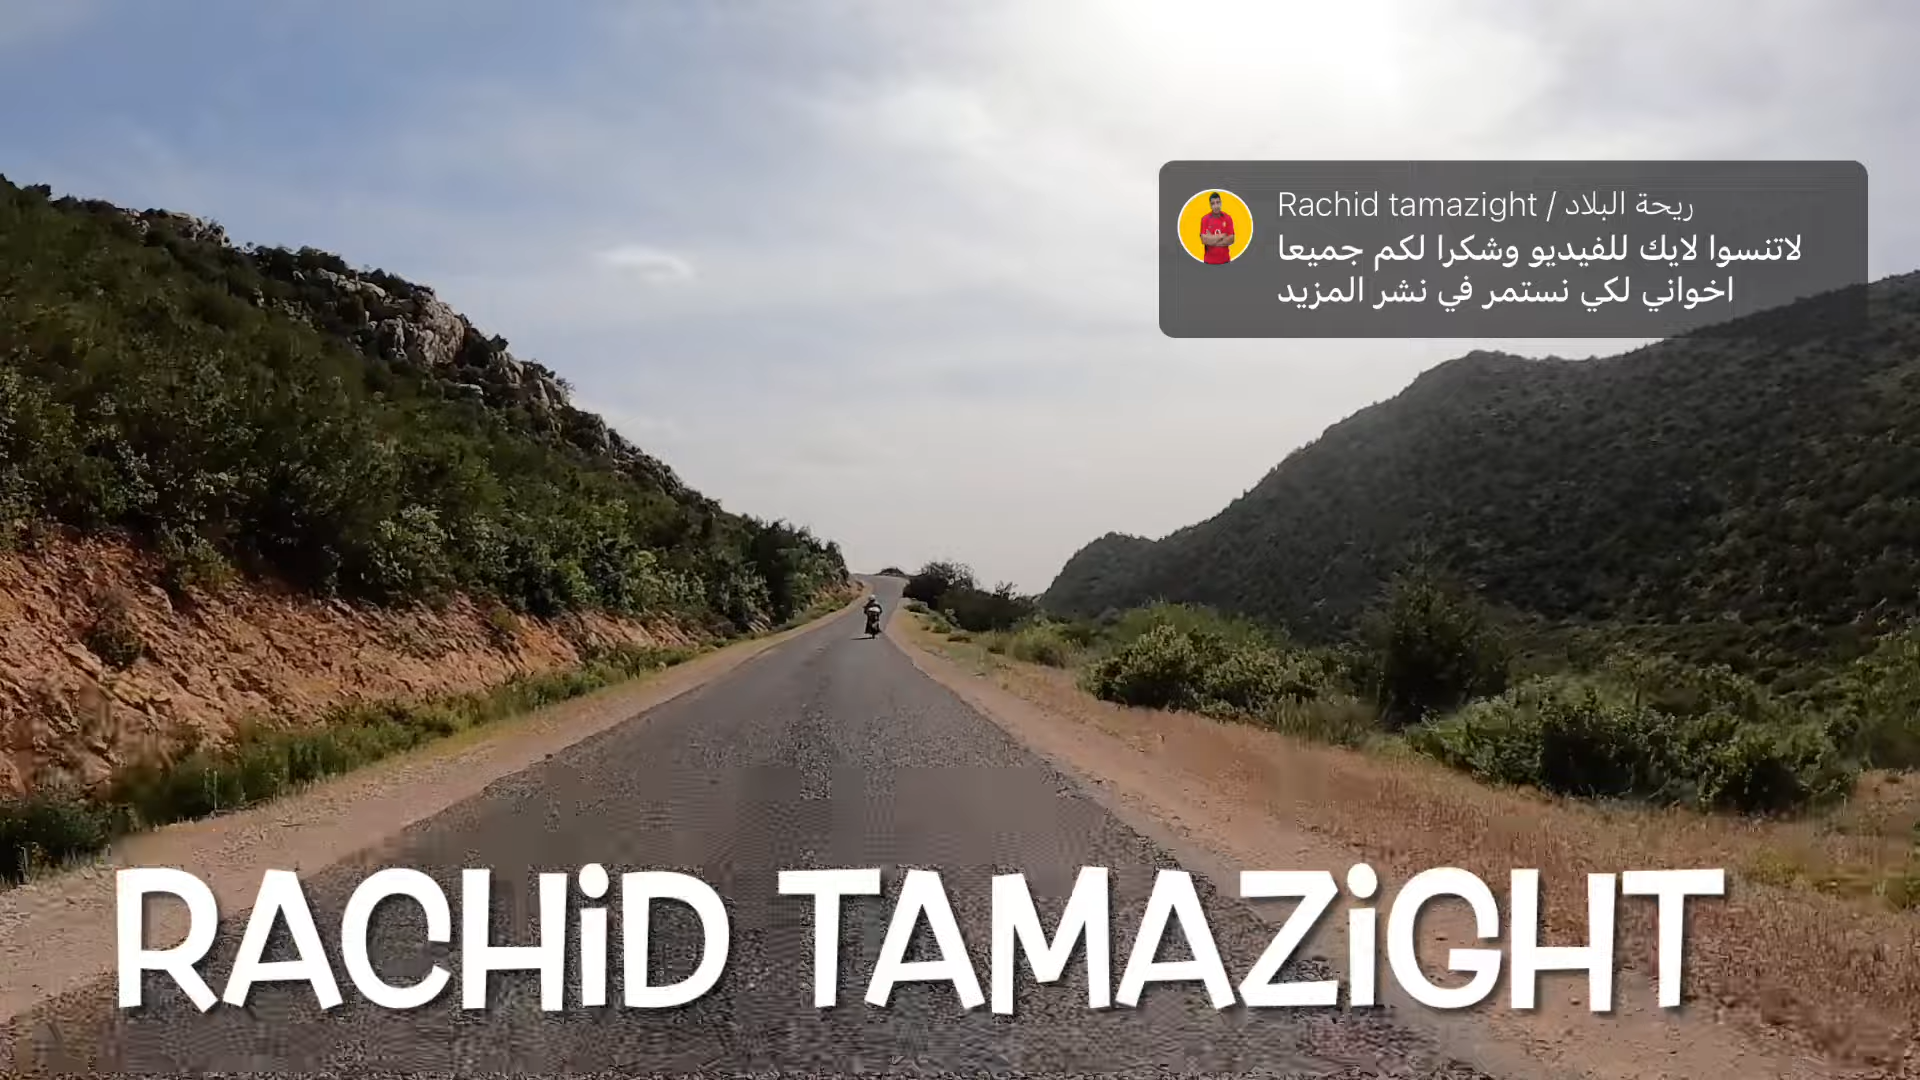 Rachid tamazight / ريحة البلاد
لاتنسوا لايك للفيديو وشكرا لكم جميعا
اخواني لكي نستمر في نشر المزيد
RACHiD TAMAZiGHT